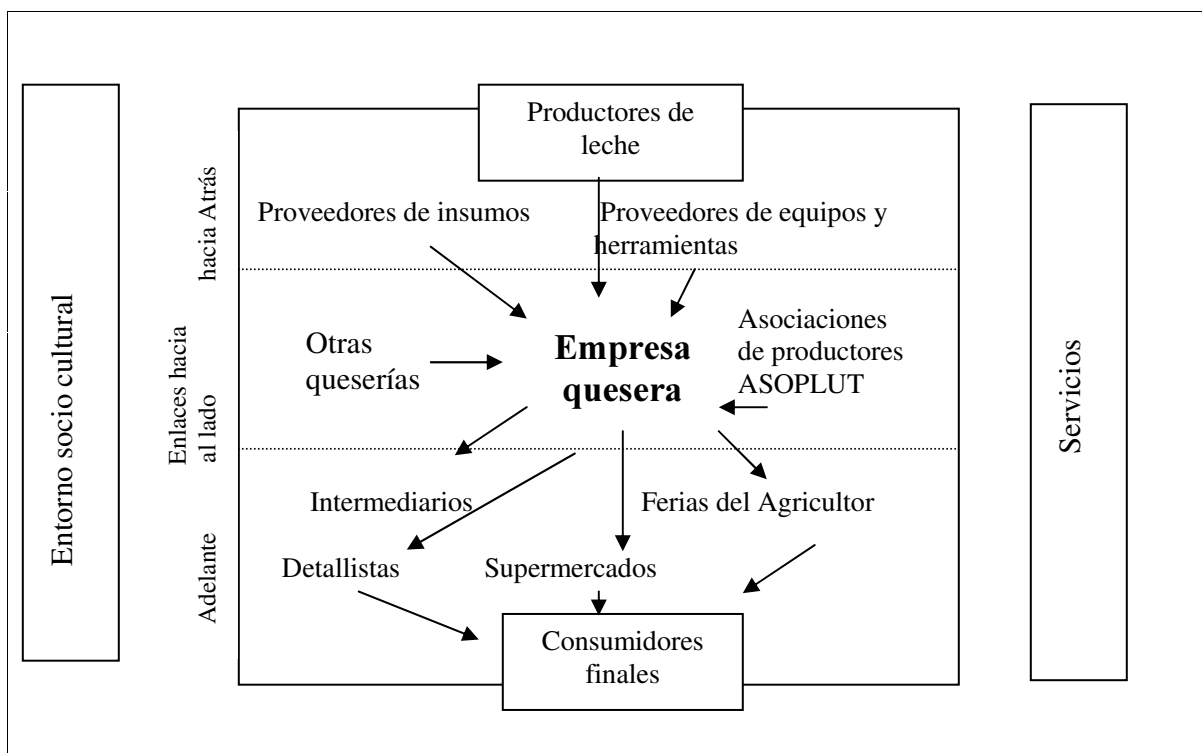 Productores de
leche
Proveedores de insumos
Proveedores de equipos y
herramientas
hacia Atrás
Entorno socio cultural
Enlaces hacia
al lado
Otras
queserías
Empresa
quesera
Asociaciones
de productores
ASOPLUT
Servicios
Adelante
Intermediarios
Ferias del Agricultor
Detallistas
Supermercados
Consumidores
finales